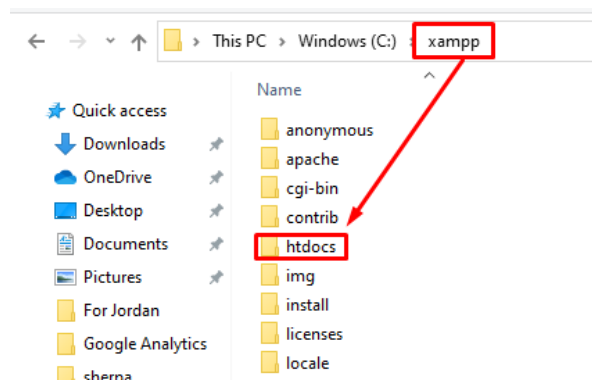 This PC > Windows (C:) > xampp
Name
Quick access
Downloads
OneDrive
Desktop
Documents
Pictures
For Jordan
Google Analytics
sherpa
anonymous
apache
cgi-bin
contrib
htdocs
img
install
licenses
locale